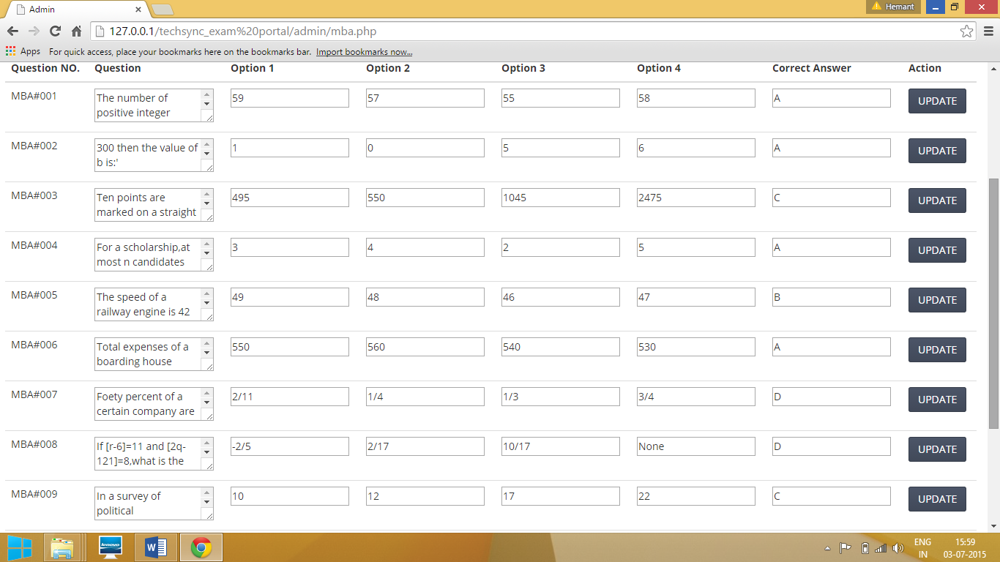 Admin
Hemant
127.0.0.1/techsync_exam%20portal/admin/mba.php
Apps For quick access, place your bookmarks here on the bookmarks bar. Import bookmarks now...
Question NO. Question Option 1 Option 2 Option 3 Option 4 Correct Answer Action
MBA#001 The number of 59 57 55 58 A UPDATE
positive integer
MBA#002 300 then the value of 1 0 5 6 A UPDATE
b is:'
MBA#003 Ten points are 495 550 1045 2475 C UPDATE
marked on a straight
MBA#004 For a scholarship,at 3 4 2 5 A UPDATE
most n candidates
MBA#005 The speed of a 49 48 46 47 B UPDATE
railway engine is 42
MBA#006 Total expenses of a 550 560 540 530 A UPDATE
boarding house
MBA#007 Foety percent of a 2/11 1/4 1/3 3/4 D UPDATE
certain company are
MBA#008 If [r-6]=11 and [2q- -2/5 2/17 10/17 None D UPDATE
121]=8,what is the
MBA#009 In a survey of 10 12 17 22 C UPDATE
political
lenovo
ENG 15:59
IN 03-07-2015